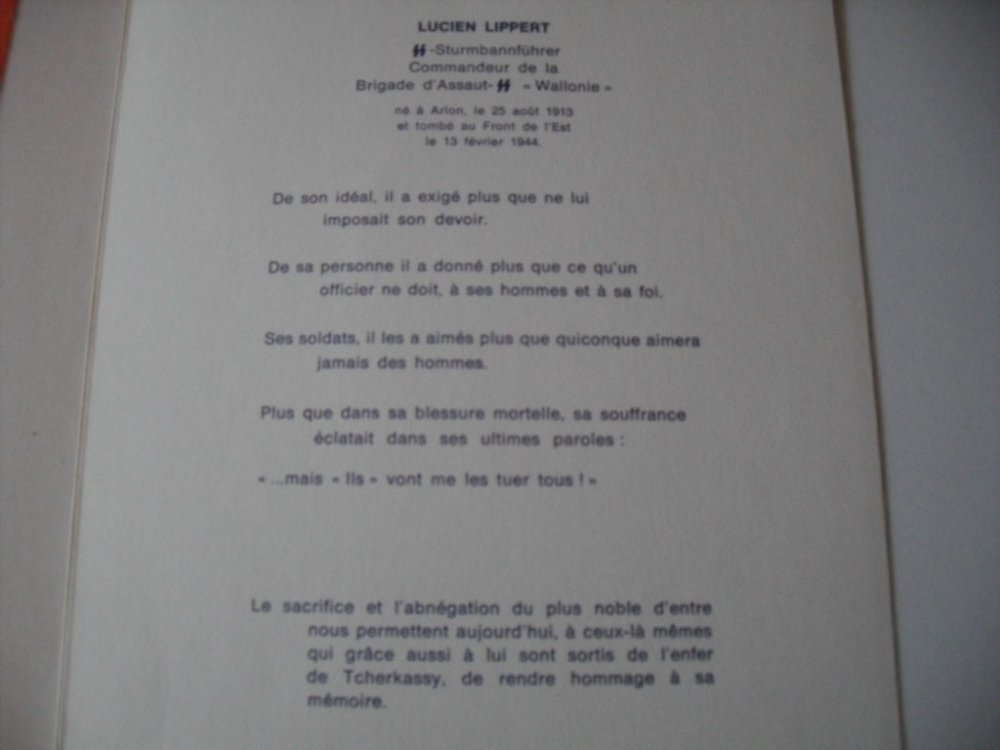 LUCIEN LIPPERT
ᛋᛋ-Sturmbannführer
Commandeur de la
Brigade d'Assaut-ᛋᛋ « Wallonie »
né à Arlon, le 25 août 1913
et tombé au Front de l'Est
le 13 février 1944.
De son idéal, il a exigé plus que ne lui
imposait son devoir.
De sa personne il a donné plus que ce qu'un
officier ne doit, à ses hommes et à sa foi.
Ses soldats, il les a aimés plus que quiconque aimera
jamais des hommes.
Plus que dans sa blessure mortelle, sa souffrance
éclatait dans ses ultimes paroles :
« ...mais « Ils » vont me les tuer tous ! »
Le sacrifice et l'abnégation du plus noble d'entre
nous permettent aujourd'hui, à ceux-là mêmes
qui grâce aussi à lui sont sortis de l'enfer
de Tcherkassy, de rendre hommage à sa
mémoire.